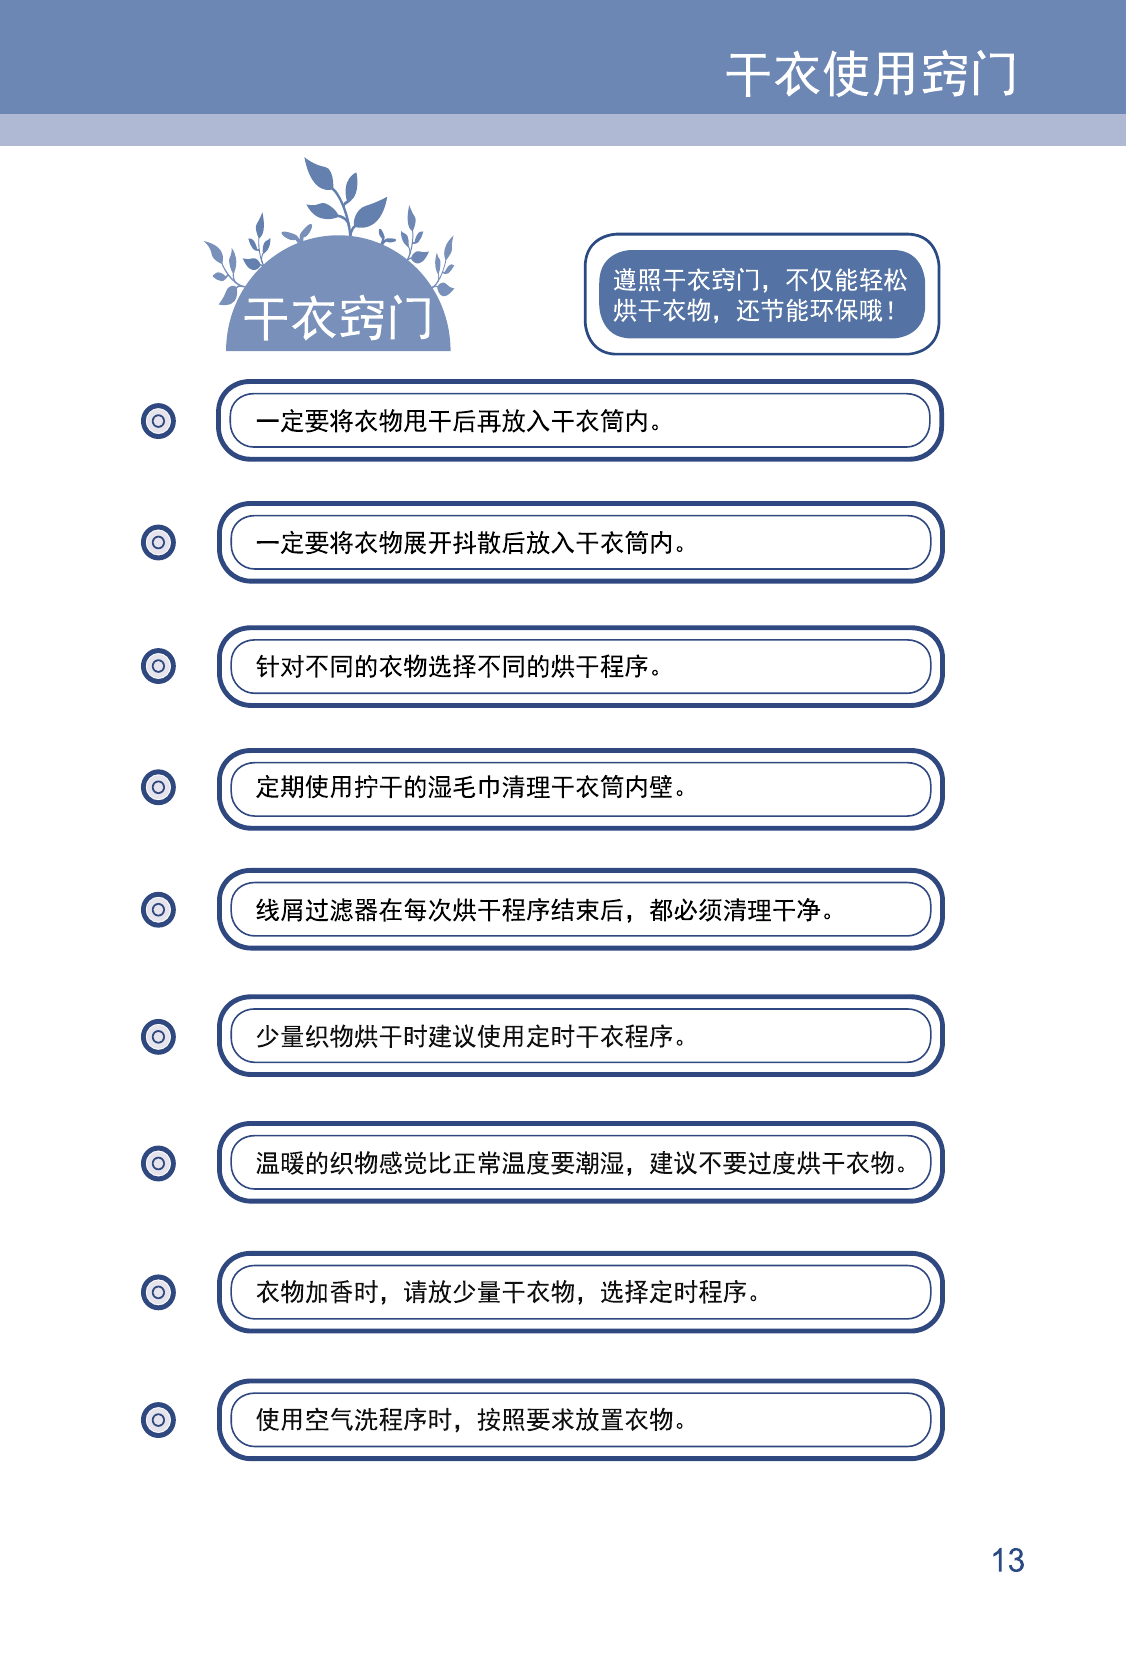 干衣使用窍门
干衣窍门
遵照干衣窍门，不仅能轻松
烘干衣物，还节能环保哦！
一定要将衣物甩干后再放入干衣筒内。
一定要将衣物展开抖散后放入干衣筒内。
针对不同的衣物选择不同的烘干程序。
定期使用拧干的湿毛巾清理干衣筒内壁。
线屑过滤器在每次烘干程序结束后，都必须清理干净。
少量织物烘干时建议使用定时干衣程序。
温暖的织物感觉比正常温度要潮湿，建议不要过度烘干衣物。
衣物加香时，请放少量干衣物，选择定时程序。
使用空气洗程序时，按照要求放置衣物。
13